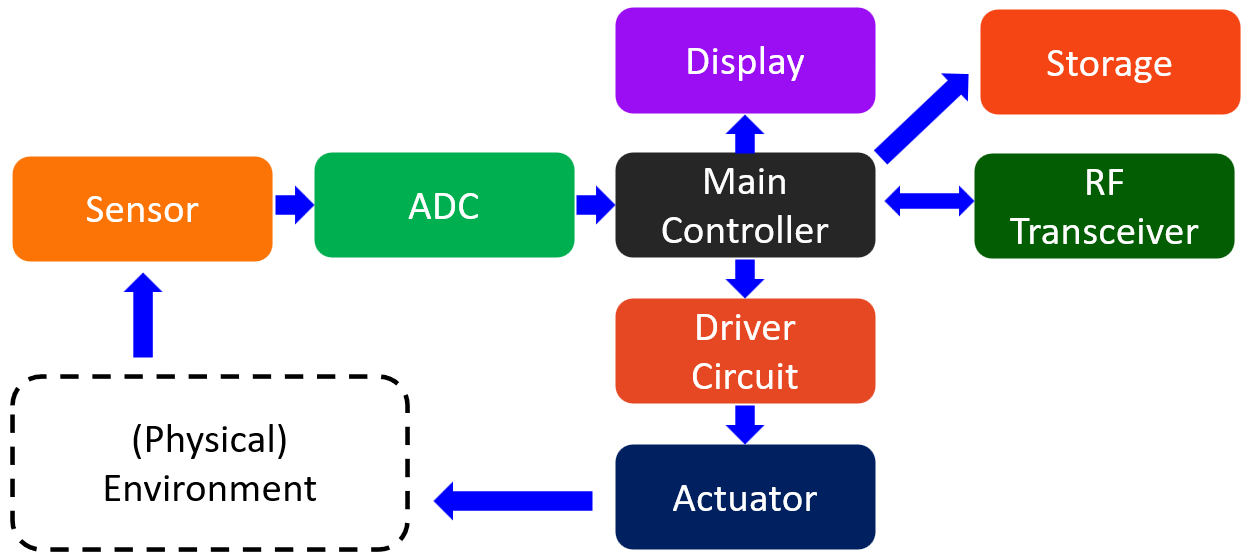 Display
Storage
Sensor
ADC
Main
Controller
RF
Transceiver
Driver
Circuit
(Physical)
Environment
Actuator